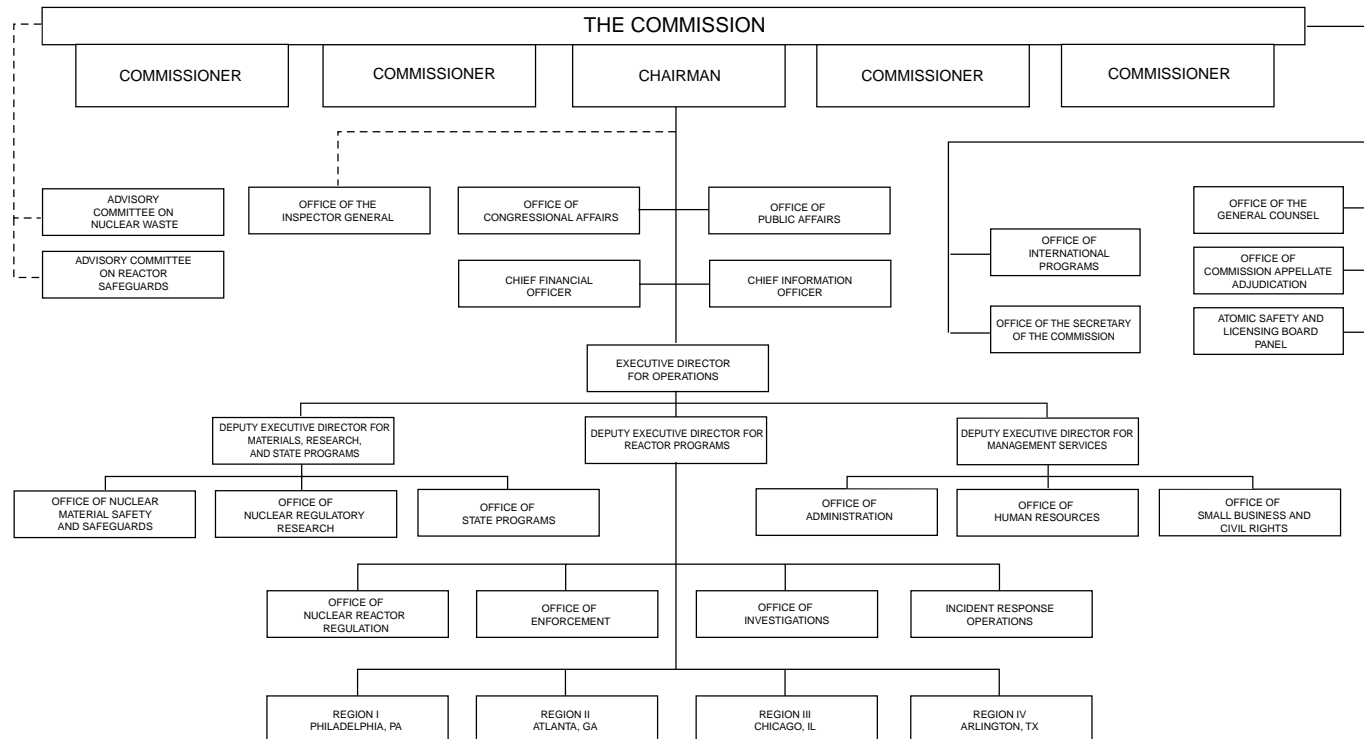 THE COMMISSION
COMMISSIONER
COMMISSIONER
CHAIRMAN
COMMISSIONER
COMMISSIONER
ADVISORY
COMMITTEE ON
NUCLEAR WASTE
OFFICE OF THE
INSPECTOR GENERAL
OFFICE OF
CONGRESSIONAL AFFAIRS
OFFICE OF
PUBLIC AFFAIRS
OFFICE OF THE
GENERAL COUNSEL
ADVISORY COMMITTEE
ON REACTOR
SAFEGUARDS
CHIEF FINANCIAL
OFFICER
CHIEF INFORMATION
OFFICER
OFFICE OF
INTERNATIONAL
PROGRAMS
OFFICE OF
COMMISSION APPELLATE
ADJUDICATION
OFFICE OF THE SECRETARY
OF THE COMMISSION
ATOMIC SAFETY AND
LICENSING BOARD
PANEL
EXECUTIVE DIRECTOR
FOR OPERATIONS
DEPUTY EXECUTIVE DIRECTOR FOR
MATERIALS, RESEARCH,
AND STATE PROGRAMS
DEPUTY EXECUTIVE DIRECTOR FOR
REACTOR PROGRAMS
DEPUTY EXECUTIVE DIRECTOR FOR
MANAGEMENT SERVICES
OFFICE OF NUCLEAR
MATERIAL SAFETY
AND SAFEGUARDS
OFFICE OF
NUCLEAR REGULATORY
RESEARCH
OFFICE OF
STATE PROGRAMS
OFFICE OF
ADMINISTRATION
OFFICE OF
HUMAN RESOURCES
OFFICE OF
SMALL BUSINESS AND
CIVIL RIGHTS
OFFICE OF
NUCLEAR REACTOR
REGULATION
OFFICE OF
ENFORCEMENT
OFFICE OF
INVESTIGATIONS
INCIDENT RESPONSE
OPERATIONS
REGION I
PHILADELPHIA, PA
REGION II
ATLANTA, GA
REGION III
CHICAGO, IL
REGION IV
ARLINGTON, TX